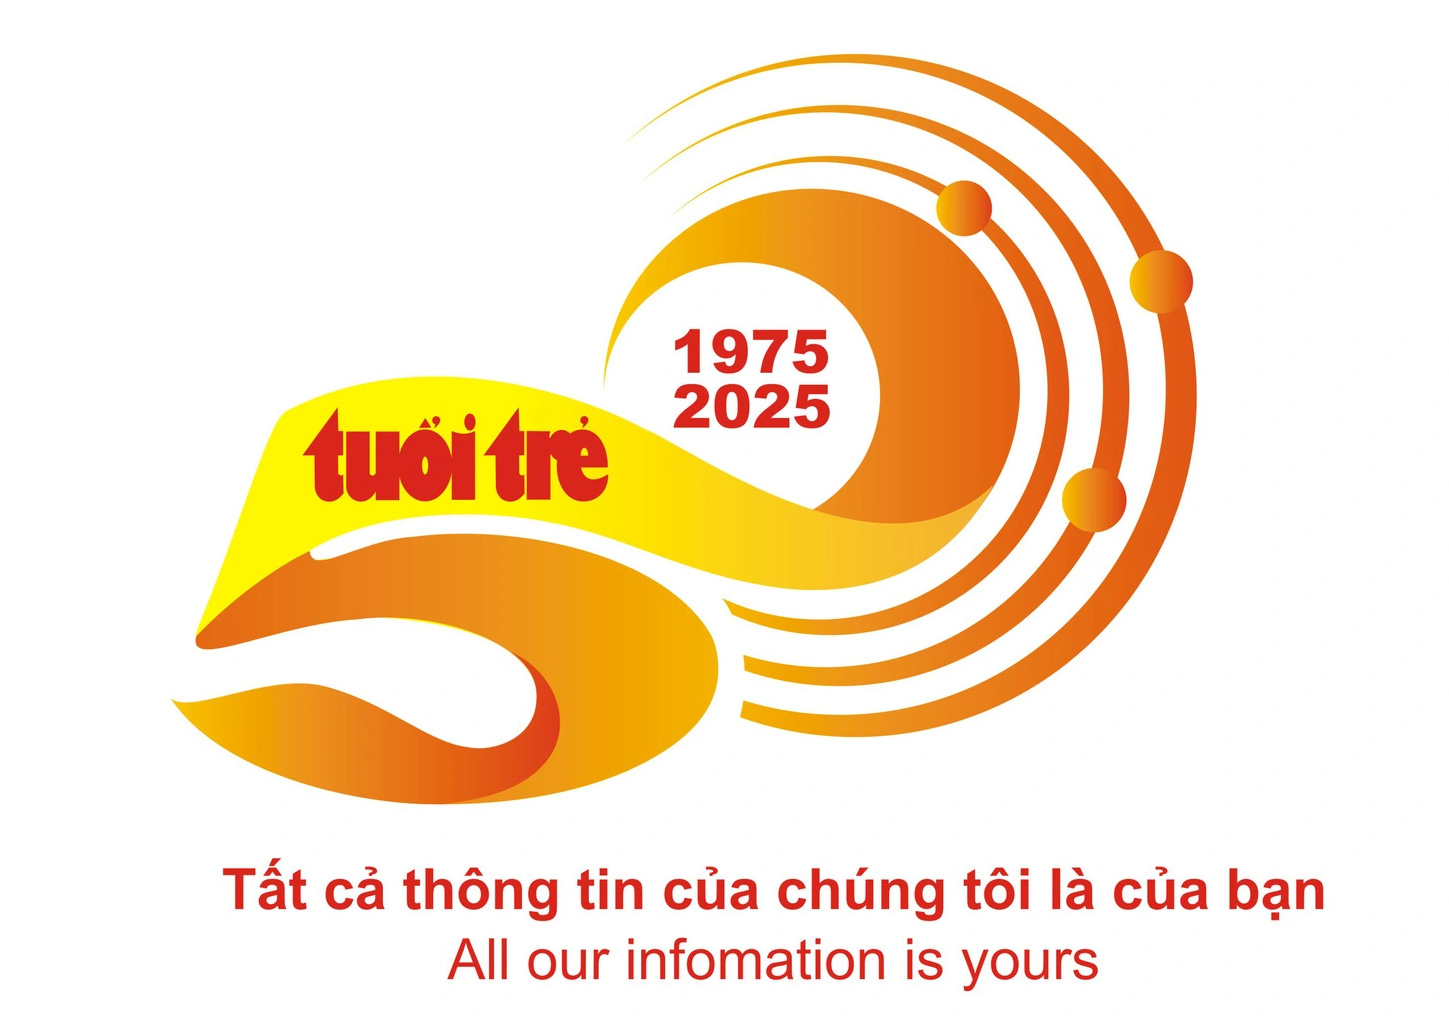 1975
2025
tuổi trẻ
Tất cả thông tin của chúng tôi là của bạn
All our infomation is yours